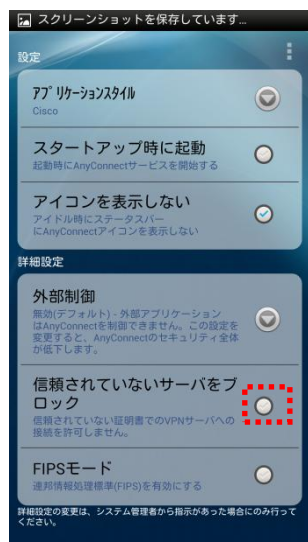 スクリーンショットを保存しています...
設定
アプリケーションスタイル
Cisco
スタートアップ時に起動
起動時にAnyConnectサービスを開始する
アイコンを表示しない
アイドル時にステータスバー
にAnyConnectアイコンを表示しない
詳細設定
外部制御
無効(デフォルト) - 外部アプリケーション
はAnyConnectを制御できません。この設定を
変更すると、AnyConnectのセキュリティ全体
が低下します。
信頼されていないサーバをブ
ロック
信頼されていない証明書でのVPNサーバへの
接続を許可しません。
FIPSモード
連邦情報処理標準(FIPS)を有効にする
詳細設定の変更は、システム管理者から指示があった場合にのみ行って
ください。